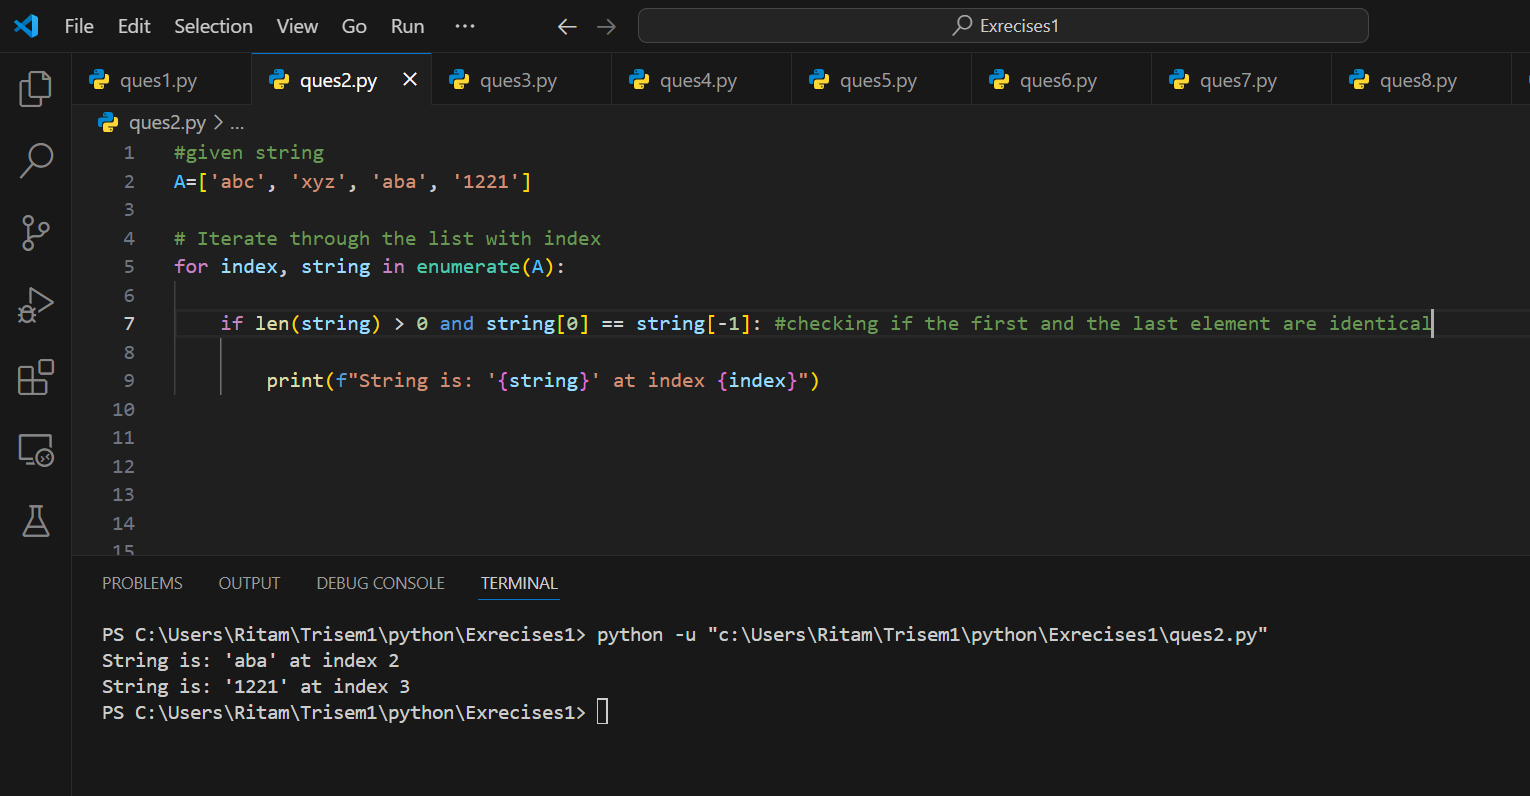 File Edit Selection View Go Run ... Exrecises1
ques1.py ques2.py ques3.py ques4.py ques5.py ques6.py ques7.py ques8.py
ques2.py > ...
1 #given string
2 A=['abc', 'xyz', 'aba', '1221']
3
4 # Iterate through the list with index
5 for index, string in enumerate(A):
6
7     if len(string) > 0 and string[0] == string[-1]: #checking if the first and the last element are identical
8
9         print(f"String is: '{string}' at index {index}")
10
11
12
13
14
15
PROBLEMS OUTPUT DEBUG CONSOLE TERMINAL
PS C:\Users\Ritam\Trisem1\python\Exrecises1> python -u "c:\Users\Ritam\Trisem1\python\Exrecises1\ques2.py"
String is: 'aba' at index 2
String is: '1221' at index 3
PS C:\Users\Ritam\Trisem1\python\Exrecises1>